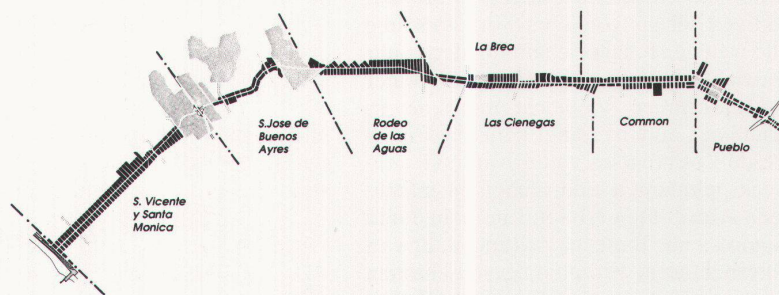 La Brea
S.Jose de
Buenos
Ayres
Rodeo
de las
Aguas
Las Cienegas
Common
Pueblo
S. Vicente
y Santa
Monica